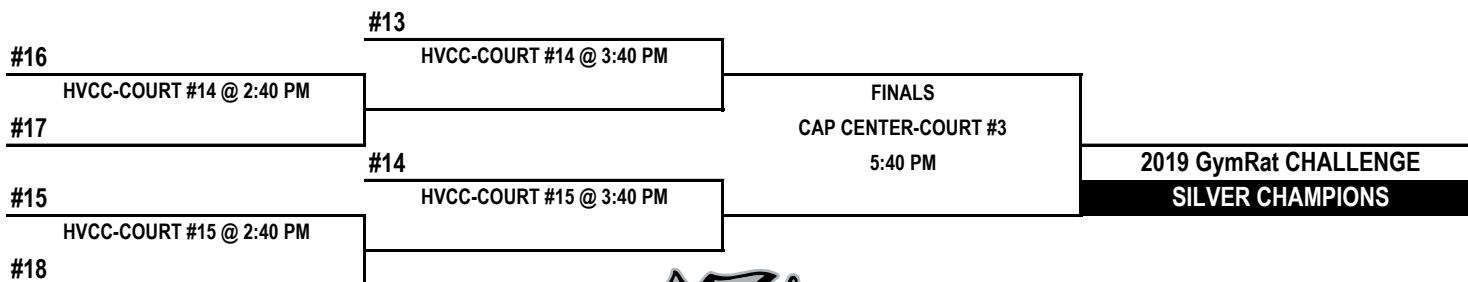 #13
#16
HVCC-COURT #14 @ 3:40 PM
HVCC-COURT #14 @ 2:40 PM
FINALS
#17
CAP CENTER-COURT #3
#14
5:40 PM
2019 GymRat CHALLENGE
#15
HVCC-COURT #15 @ 3:40 PM
SILVER CHAMPIONS
HVCC-COURT #15 @ 2:40 PM
#18